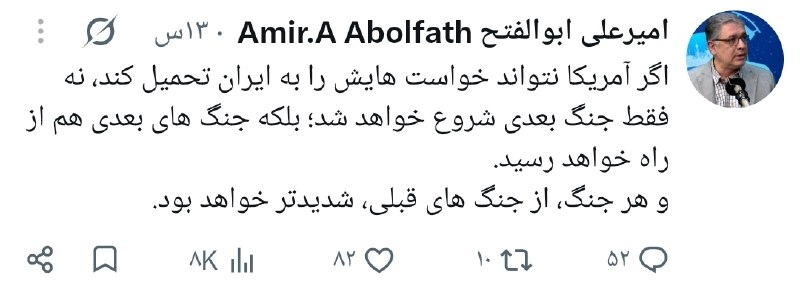 امیرعلی ابوالفتح Amir.A Abolfath · ۱۳س
اگر آمریکا نتواند خواست هایش را به ایران تحمیل کند، نه
فقط جنگ بعدی شروع خواهد شد؛ بلکه جنگ های بعدی هم از
راه خواهد رسید.
و هر جنگ، از جنگ های قبلی، شدیدتر خواهد بود.
۵۲ ۱۰ ۸۲ ۸K